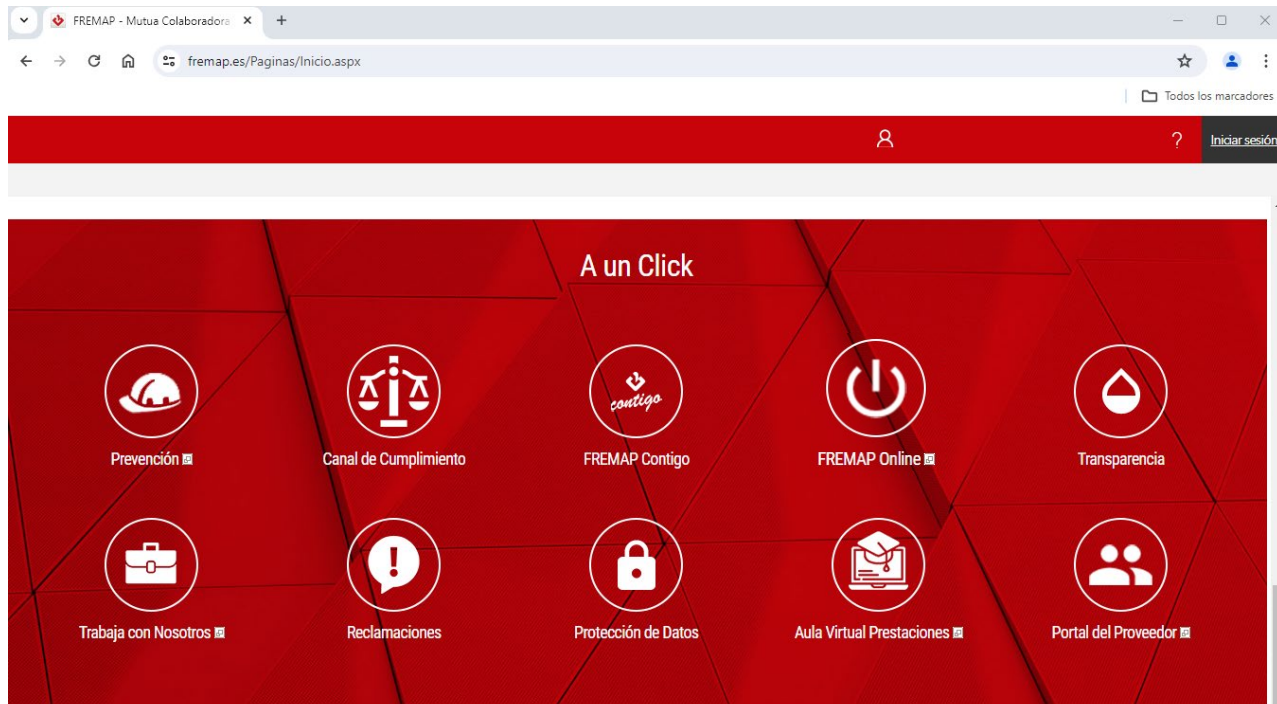 FREMAP - Mutua Colaboradora
fremap.es/Paginas/Inicio.aspx
Todos los marcadores
? Iniciar sesión
A un Click
contigo
Prevención Canal de Cumplimiento FREMAP Contigo FREMAP Online Transparencia
Trabaja con Nosotros Reclamaciones Protección de Datos Aula Virtual Prestaciones Portal del Proveedor